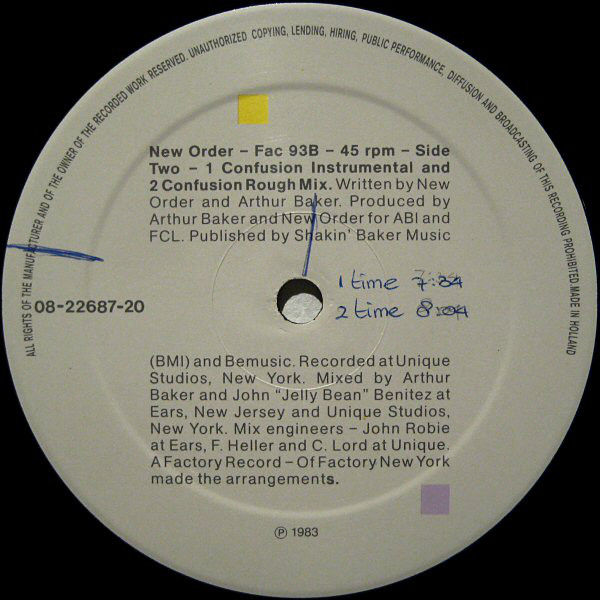 ALL RIGHTS OF THE MANUFACTURER AND OF THE OWNER OF THE RECORDED WORK RESERVED. UNAUTHORIZED COPYING, LENDING, HIRING, PUBLIC PERFORMANCE, DIFFUSION AND BROADCASTING OF THIS RECORDING PROHIBITED. MADE IN HOLLAND
New Order – Fac 93B – 45 rpm – Side
Two – 1 Confusion Instrumental and
2 Confusion Rough Mix. Written by New
Order and Arthur Baker. Produced by
Arthur Baker and New Order for ABI and
FCL. Published by Shakin' Baker Music
1 time 7:34
08-22687-20
2 time 8:04
(BMI) and Bemusic. Recorded at Unique
Studios, New York. Mixed by Arthur
Baker and John "Jelly Bean" Benitez at
Ears, New Jersey and Unique Studios,
New York. Mix engineers – John Robie
at Ears, F. Heller and C. Lord at Unique.
A Factory Record – Of Factory New York
made the arrangements.
℗ 1983